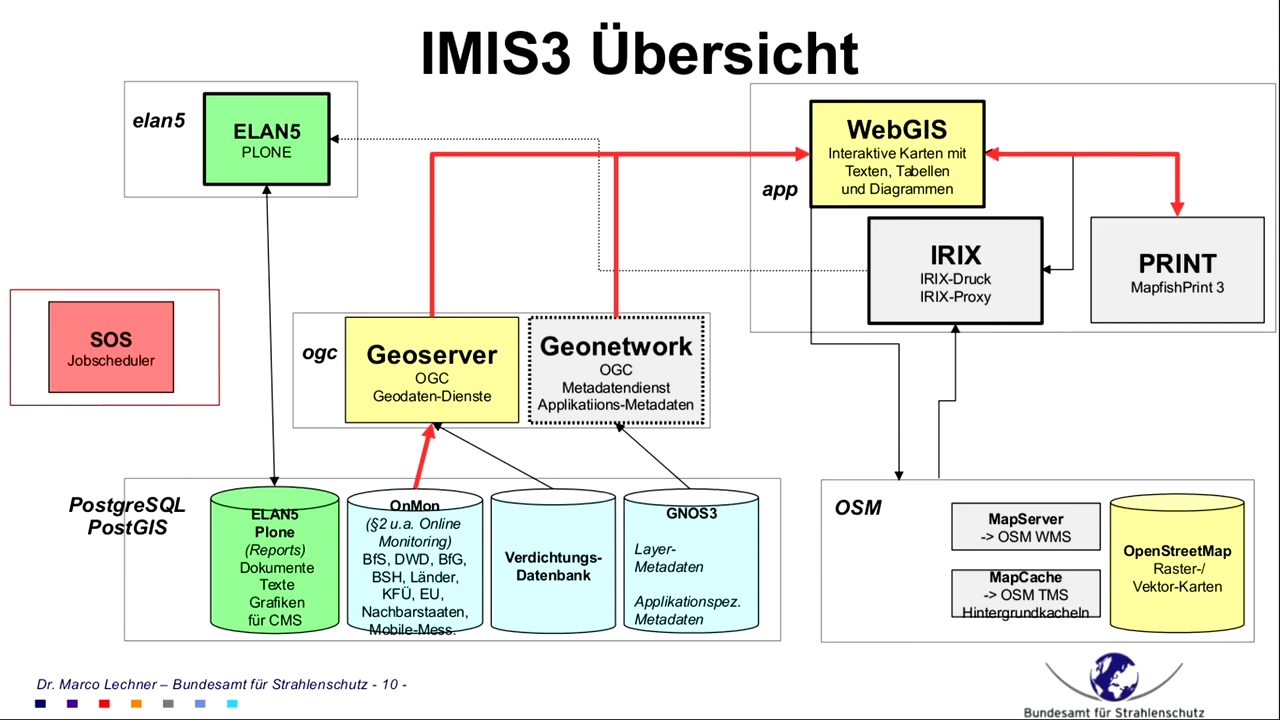 IMIS3 Übersicht
elan5
ELAN5
PLONE
WebGIS
Interaktive Karten mit
Texten, Tabellen
und Diagrammen
app
IRIX
IRIX-Druck
IRIX-Proxy
PRINT
MapfishPrint 3
SOS
Jobscheduler
ogc
Geoserver
OGC
Geodaten-Dienste
Geonetwork
OGC
Metadatendienst
Applikatiions-Metadaten
PostgreSQL
PostGIS
ELAN5
Plone
(Reports)
Dokumente
Texte
Grafiken
für CMS
OnMon
(§2 u.a. Online
Monitoring)
BfS, DWD, BfG,
BSH, Länder,
KFÜ, EU,
Nachbarstaaten,
Mobile-Mess.
Verdichtungs-
Datenbank
GNOS3
Layer-
Metadaten
Applikationspez.
Metadaten
OSM
MapServer
-> OSM WMS
MapCache
-> OSM TMS
Hintergrundkacheln
OpenStreetMap
Raster-/
Vektor-Karten
Dr. Marco Lechner – Bundesamt für Strahlenschutz - 10 -
Bundesamt für Strahlenschutz